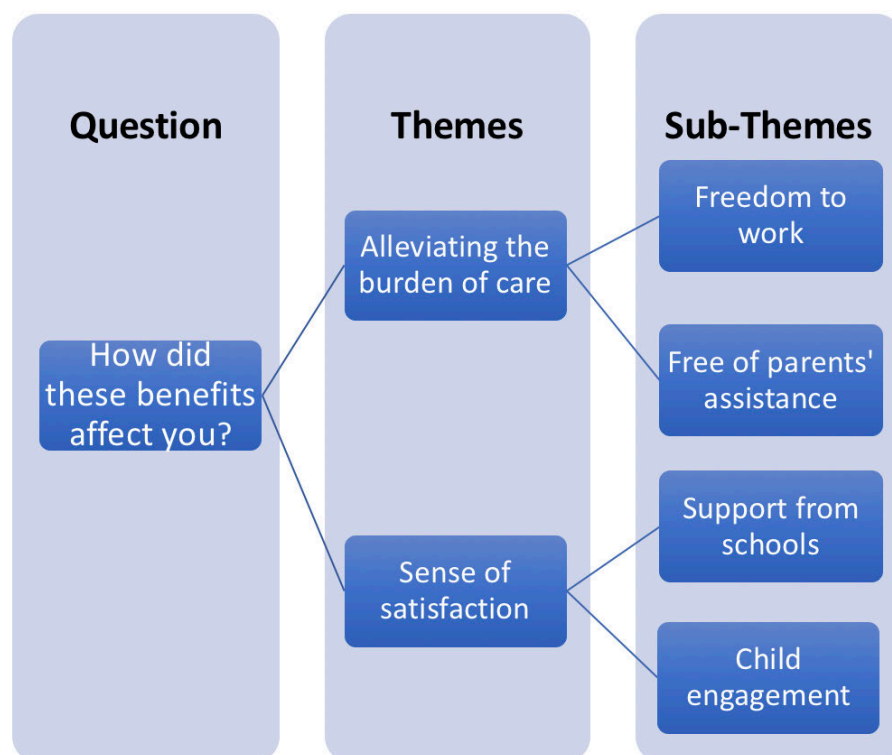 Question
Themes
Sub-Themes
How did
these benefits
affect you?
Alleviating the
burden of care
Sense of
satisfaction
Freedom to
work
Free of parents'
assistance
Support from
schools
Child
engagement